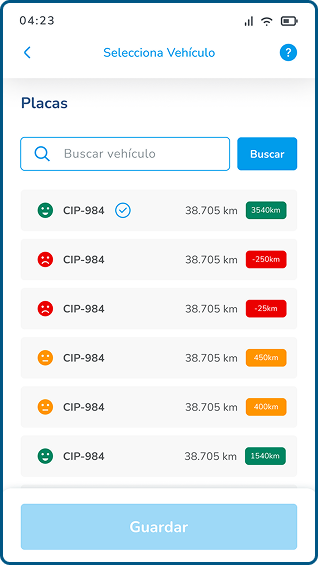 04:23
Selecciona Vehículo
?
Placas
Buscar vehículo
Buscar
CIP-984 38.705 km 3540km
CIP-984 38.705 km -250km
CIP-984 38.705 km -25km
CIP-984 38.705 km 450km
CIP-984 38.705 km 400km
CIP-984 38.705 km 1540km
Guardar